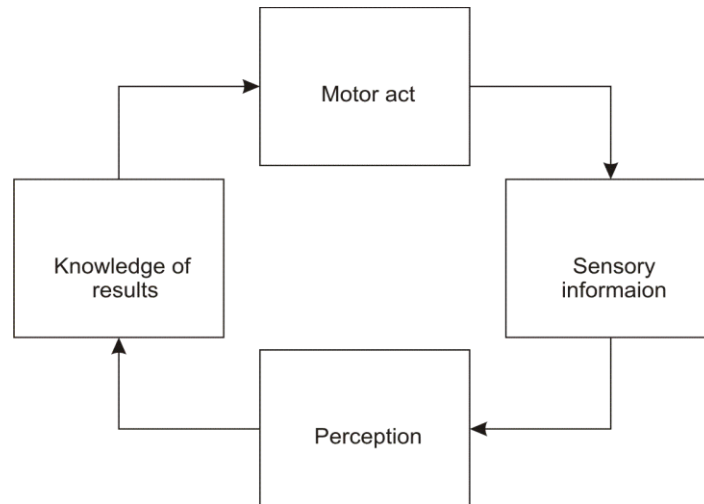 Motor act
Knowledge of
results
Sensory
informaion
Perception